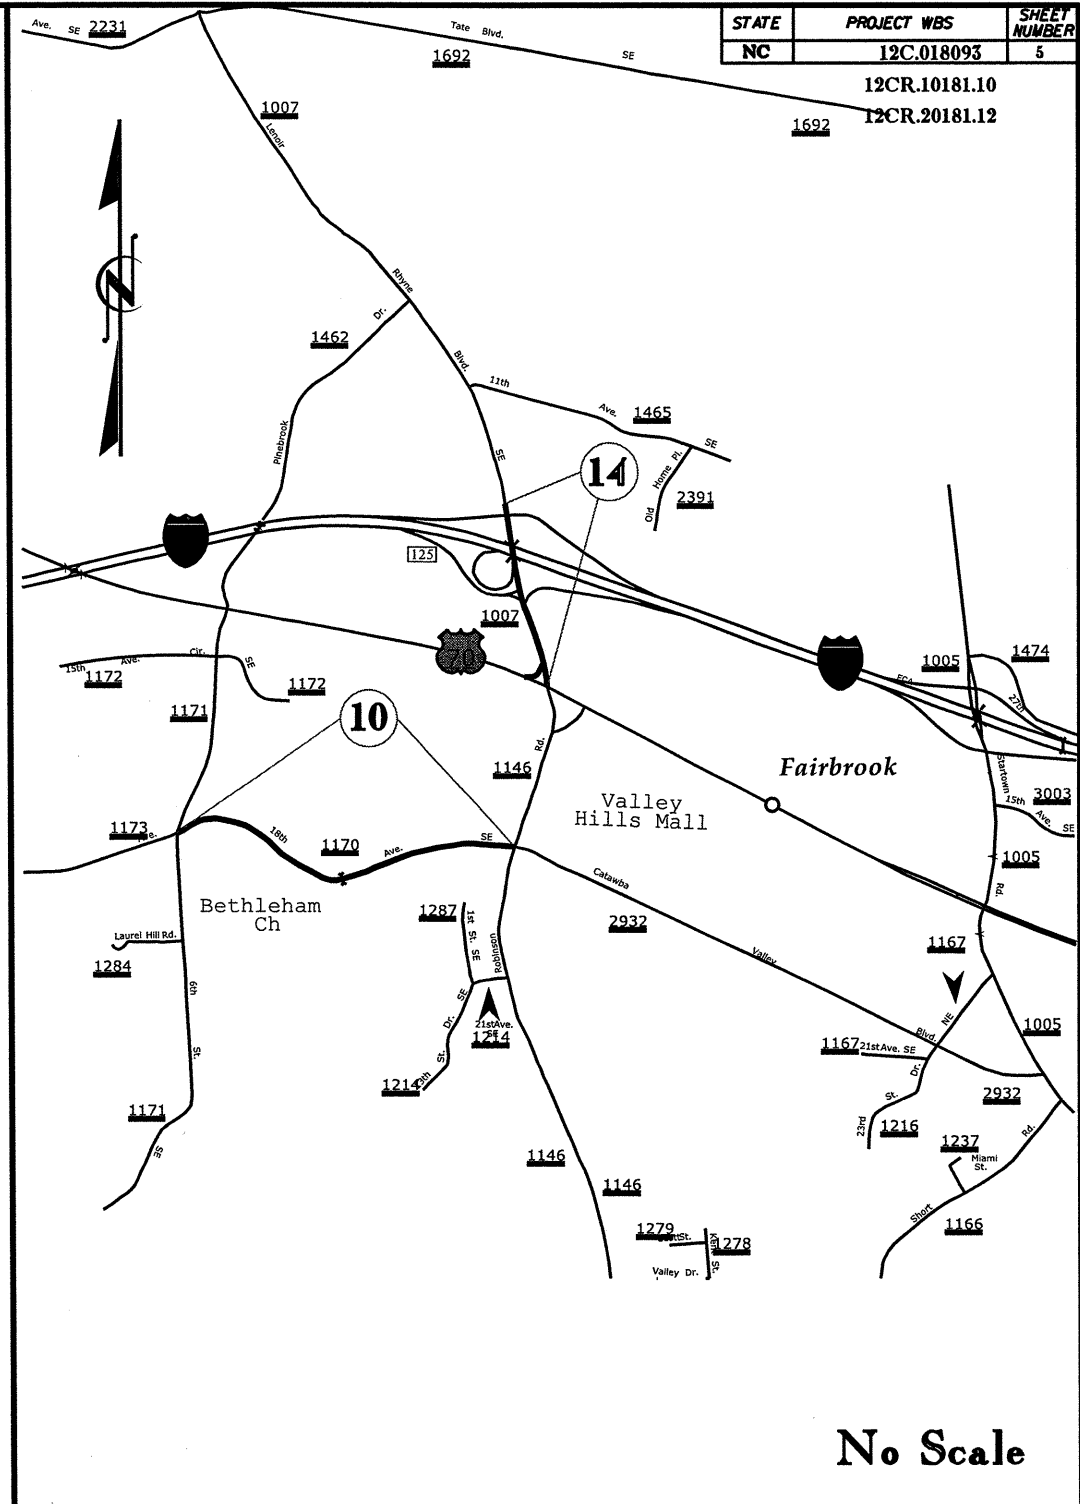 STATE PROJECT WBS SHEET NUMBER
NC 12C.018093 5
12CR.10181.10
12CR.20181.12
Ave. SE 2231
Tate Blvd. SE
1692
1692
1007
Lenoir
N
Rhyne
Dr.
1462
Blvd.
11th Ave. SE
1465
Pinebrook
SE
14
Old Home Pl.
2391
125
1007
70
15th Ave. Cir. SE
1172
1172
1171
10
1005
1474
ECA
27th
Rd.
1146
Fairbrook
Startown
Valley
Hills Mall
3003
15th Ave. SE
1173
18th Ave. SE
1170
1005
Catawba
Rd.
Bethleham
Ch
1287
1st St. SE
2932
Laurel Hill Rd.
1284
Robinson
Valley
1167
6th
SE
21stAve.
SE
1214
Dr.
NE
Blvd.
1005
St.
St.
1167
21stAve. SE
Dr.
1214
13th
2932
1171
St.
23rd
1216
SE
1237
Rd.
Miami
St.
1146
1146
Short
1166
1279
St.
1278
St.
Valley Dr.
No Scale